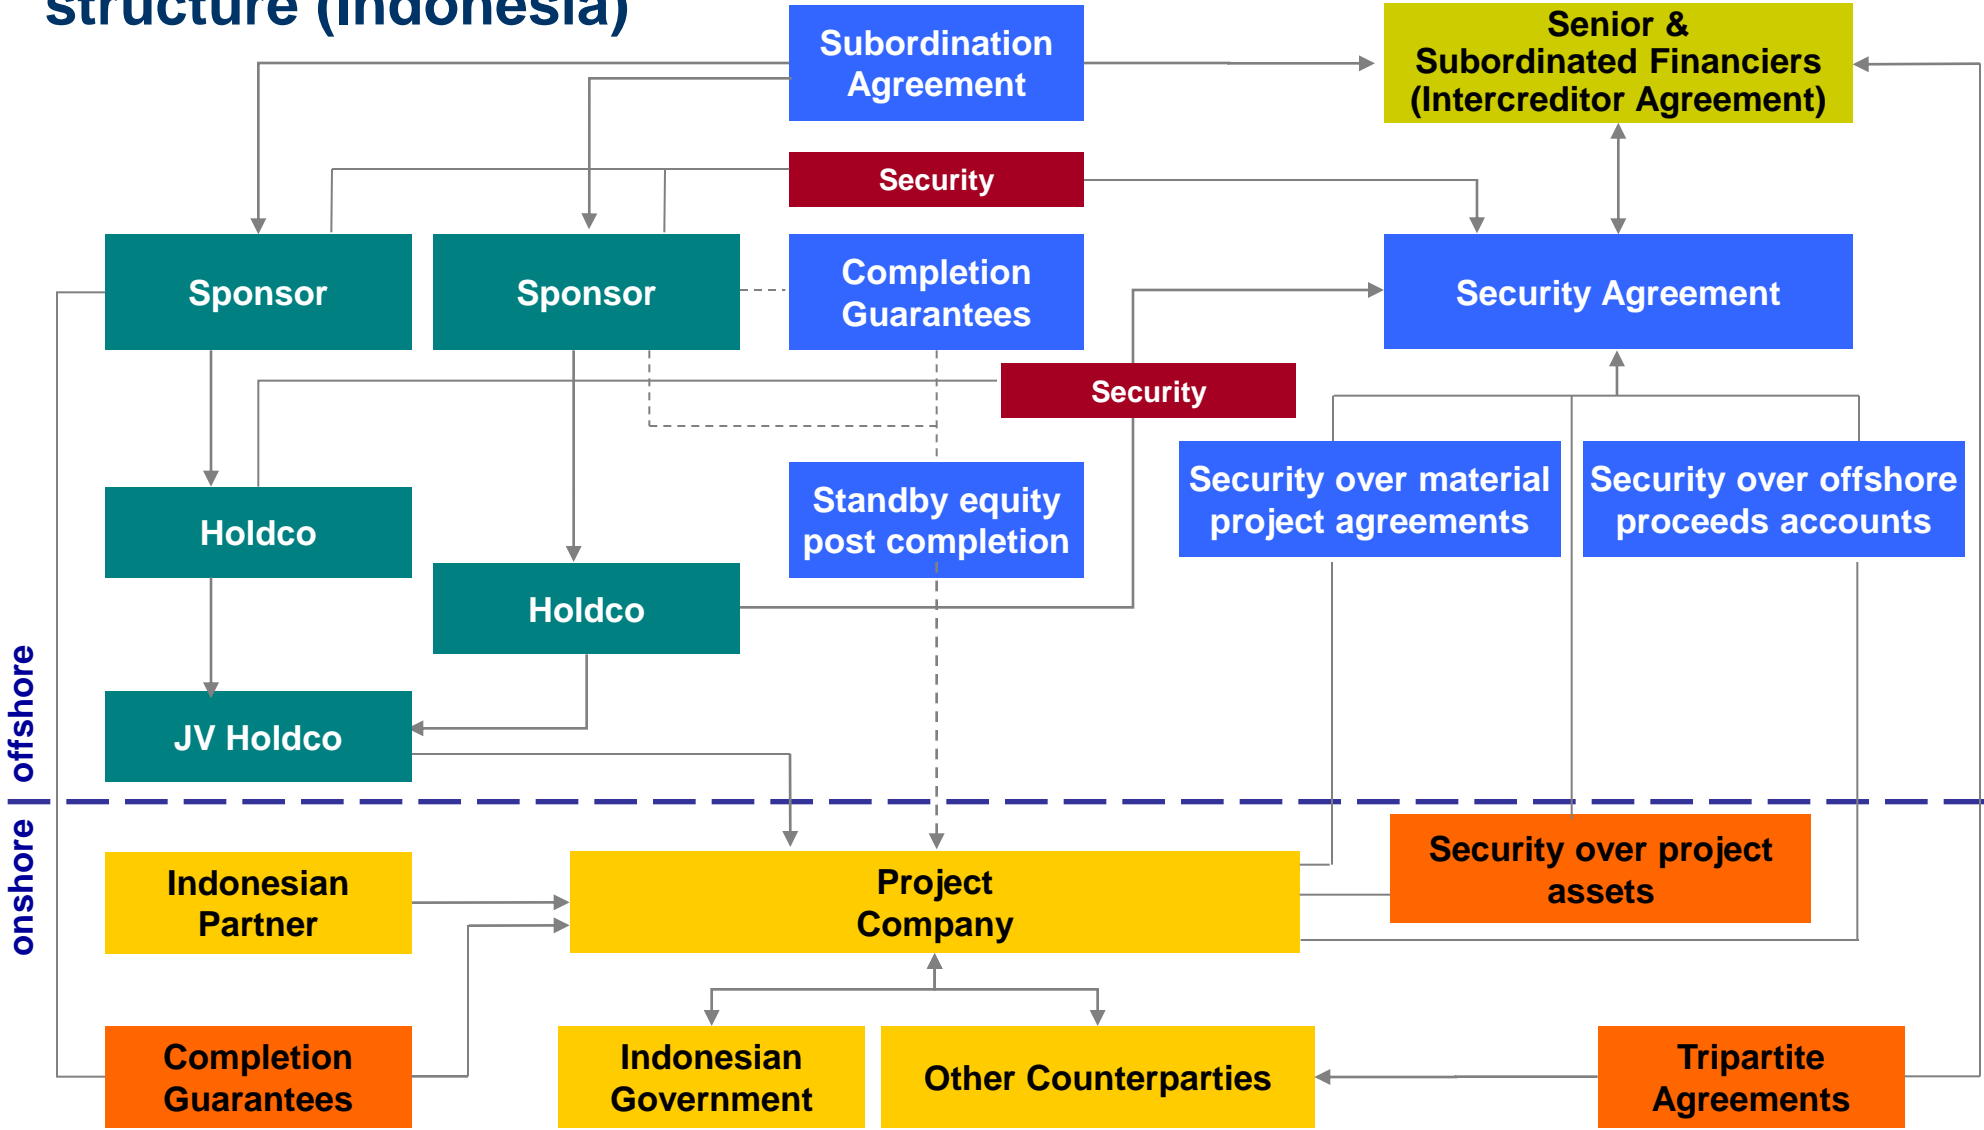 structure (Indonesia)
Subordination
Agreement
Senior &
Subordinated Financiers
(Intercreditor Agreement)
Security
Sponsor
Sponsor
Completion
Guarantees
Security Agreement
Security
Holdco
Standby equity
post completion
Security over material
project agreements
Security over offshore
proceeds accounts
Holdco
JV Holdco
offshore
onshore
Indonesian
Partner
Project
Company
Security over project
assets
Completion
Guarantees
Indonesian
Government
Other Counterparties
Tripartite
Agreements